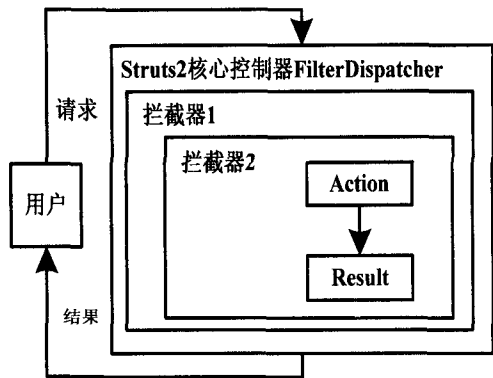 Struts2核心控制器FilterDispatcher
请求
拦截器1
拦截器2
Action
用户
Result
结果